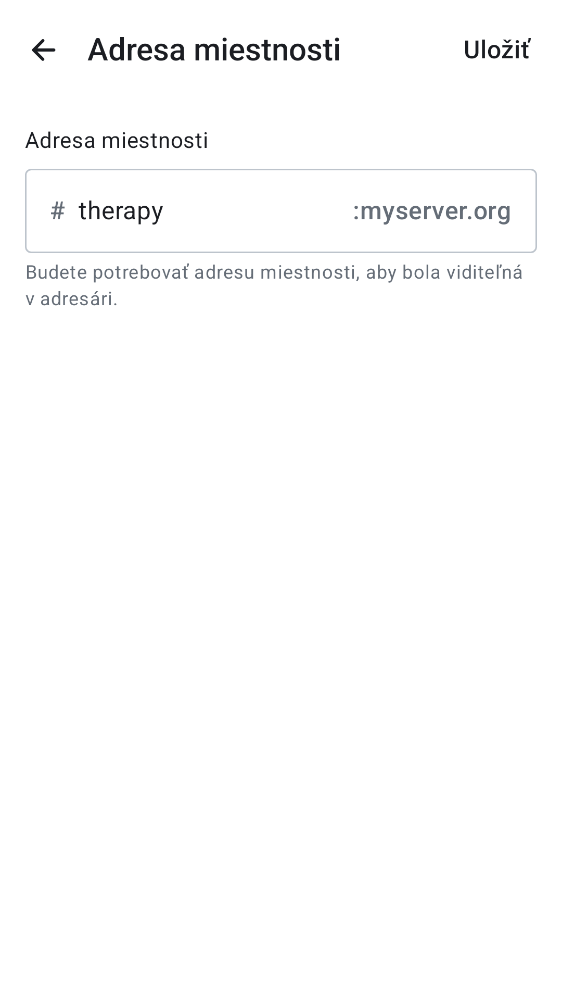 Adresa miestnosti
Uložiť
Adresa miestnosti
# therapy :myserver.org
Budete potrebovať adresu miestnosti, aby bola viditeľná
v adresári.